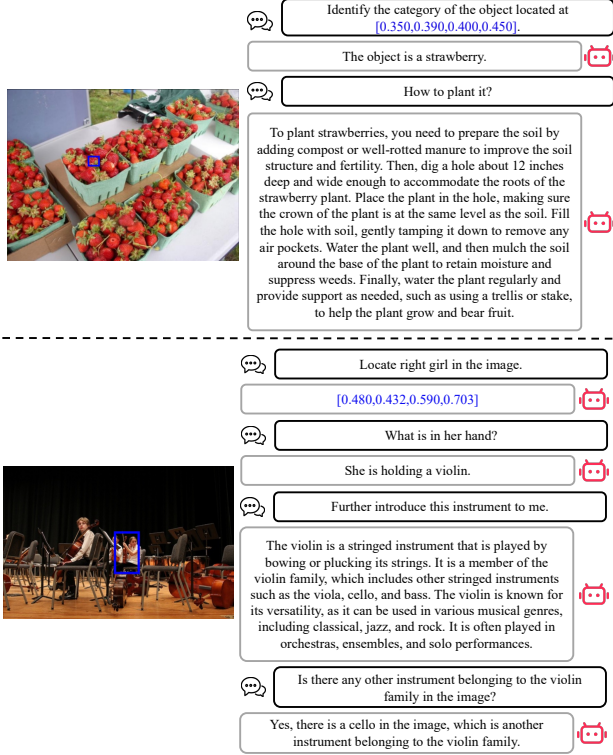 Identify the category of the object located at
[0.350,0.390,0.400,0.450].
The object is a strawberry.
How to plant it?
To plant strawberries, you need to prepare the soil by
adding compost or well-rotted manure to improve the soil
structure and fertility. Then, dig a hole about 12 inches
deep and wide enough to accommodate the roots of the
strawberry plant. Place the plant in the hole, making sure
the crown of the plant is at the same level as the soil. Fill
the hole with soil, gently tamping it down to remove any
air pockets. Water the plant well, and then mulch the soil
around the base of the plant to retain moisture and
suppress weeds. Finally, water the plant regularly and
provide support as needed, such as using a trellis or stake,
to help the plant grow and bear fruit.
Locate right girl in the image.
[0.480,0.432,0.590,0.703]
What is in her hand?
She is holding a violin.
Further introduce this instrument to me.
The violin is a stringed instrument that is played by
bowing or plucking its strings. It is a member of the
violin family, which includes other stringed instruments
such as the viola, cello, and bass. The violin is known for
its versatility, as it can be used in various musical genres,
including classical, jazz, and rock. It is often played in
orchestras, ensembles, and solo performances.
Is there any other instrument belonging to the violin
family in the image?
Yes, there is a cello in the image, which is another
instrument belonging to the violin family.